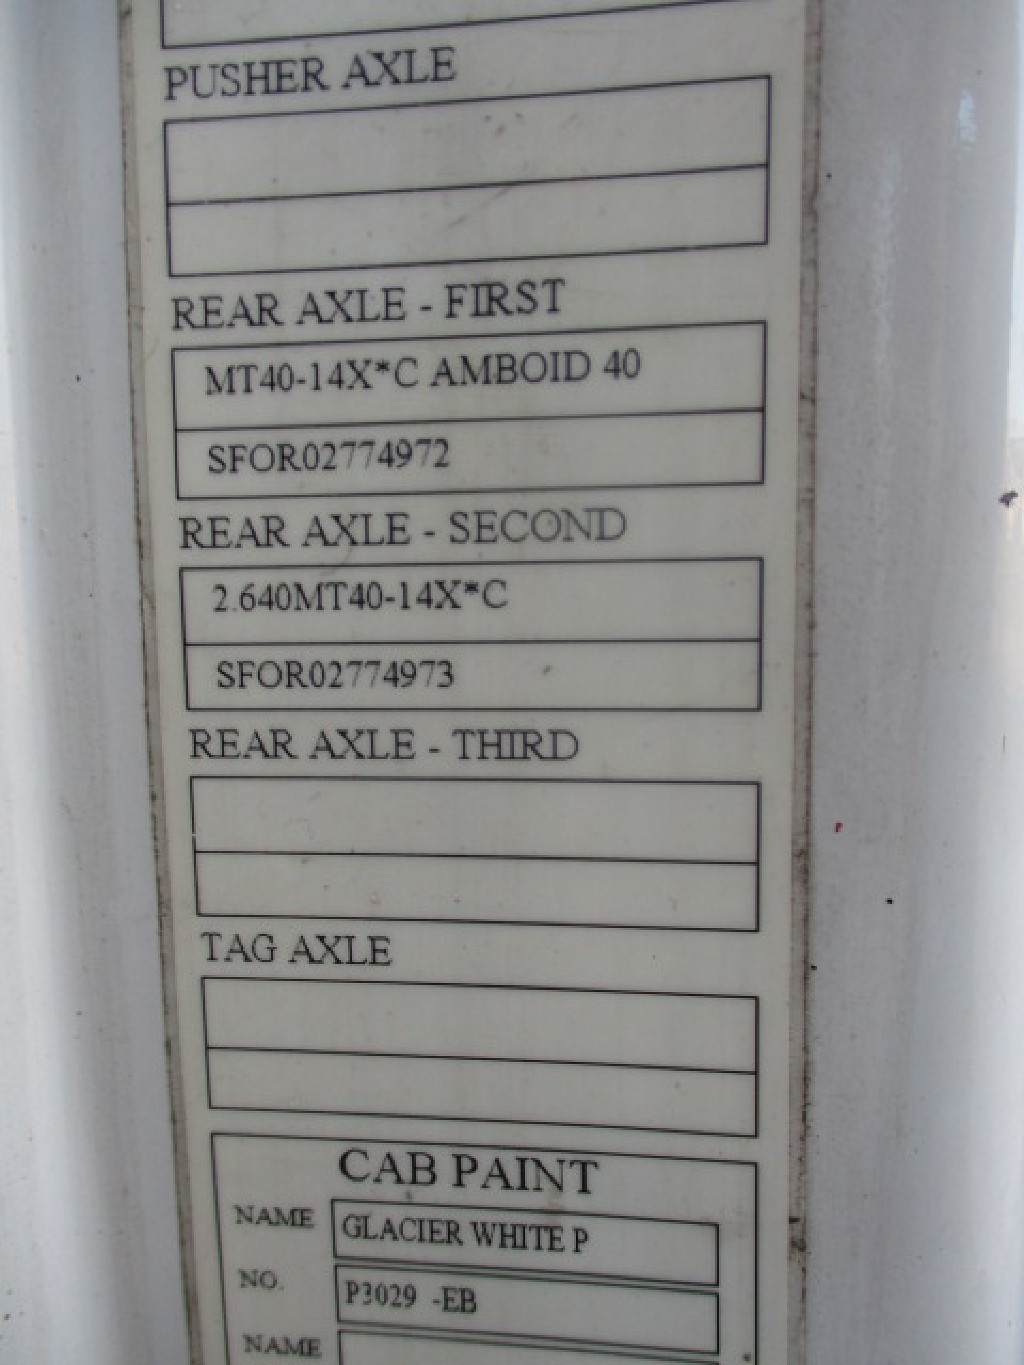 PUSHER AXLE
REAR AXLE - FIRST
MT40-14X*C AMBOID 40
SFOR02774972
REAR AXLE - SECOND
2.640MT40-14X*C
SFOR02774973
REAR AXLE - THIRD
TAG AXLE
CAB PAINT
NAME GLACIER WHITE P
NO. P3029 -EB
NAME